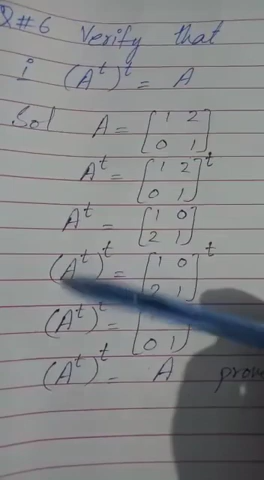 Q#6 Verify that
i (A^t)^t = A
Sol A = [1 2
0 1]
A^t = [1 2
0 1]^t
A^t = [1 0
2 1]
(A^t)^t = [1 0
2 1]^t
(A^t)^t = [
0 1]
(A^t)^t = A